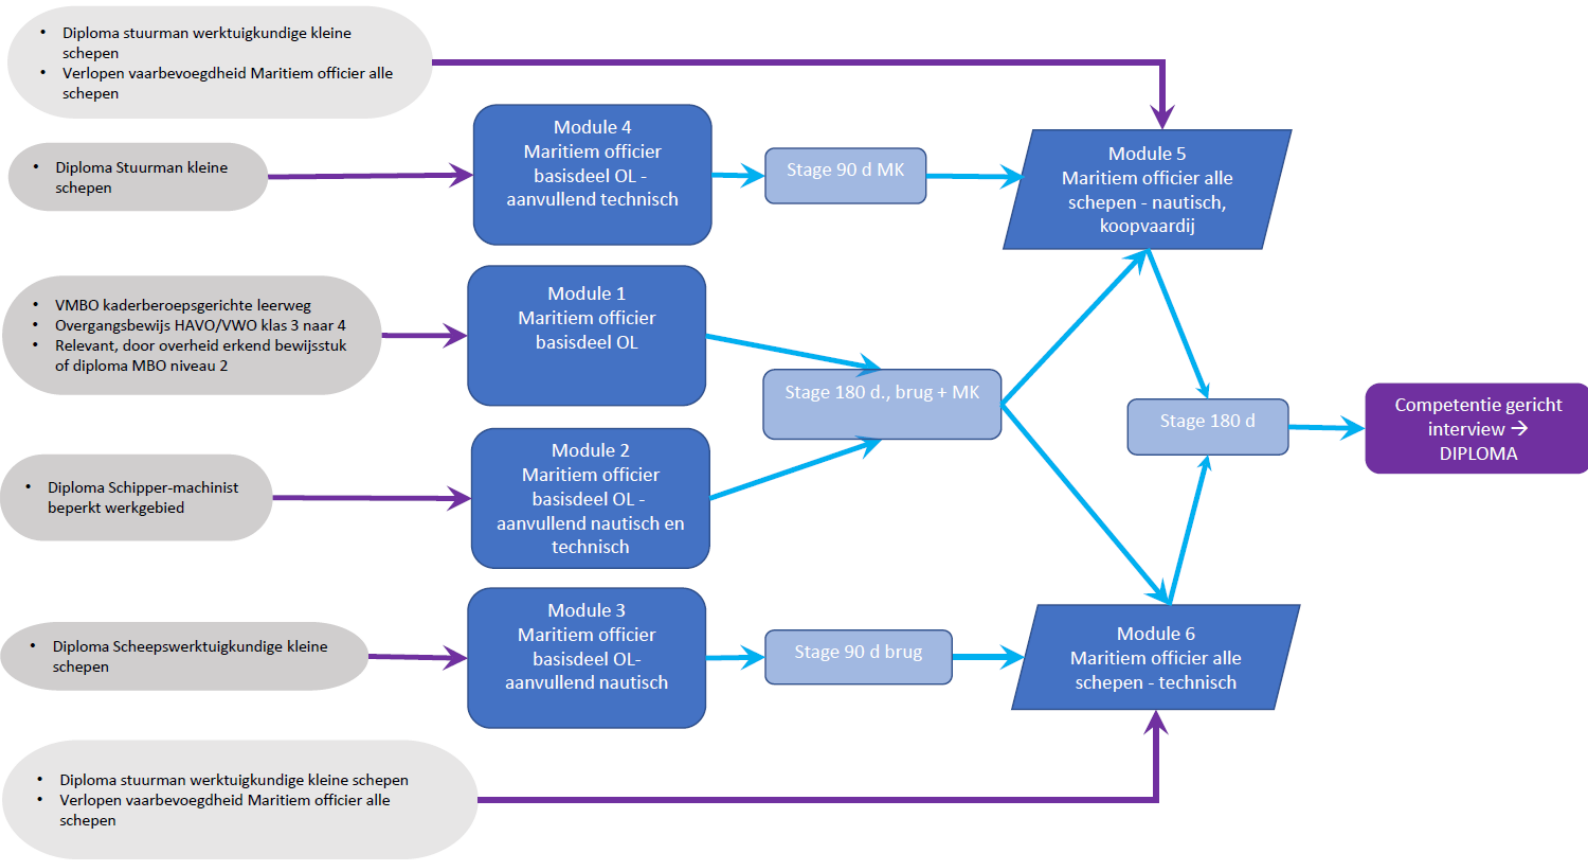 • Diploma stuurman werktuigkundige kleine
schepen
• Verlopen vaarbevoegdheid Maritiem officier alle
schepen
Module 4
Maritiem officier
basisdeel OL -
aanvullend technisch
Stage 90 d MK
Module 5
Maritiem officier alle
schepen - nautisch,
koopvaardij
• Diploma Stuurman kleine
schepen
• VMBO kaderberoepsgerichte leerweg
• Overgangsbewijs HAVO/VWO klas 3 naar 4
• Relevant, door overheid erkend bewijsstuk
of diploma MBO niveau 2
Module 1
Maritiem officier
basisdeel OL
Stage 180 d., brug + MK
Stage 180 d
Competentie gericht
interview →
DIPLOMA
• Diploma Schipper-machinist
beperkt werkgebied
Module 2
Maritiem officier
basisdeel OL -
aanvullend nautisch en
technisch
• Diploma Scheepswerktuigkundige kleine
schepen
Module 3
Maritiem officier
basisdeel OL-
aanvullend nautisch
Stage 90 d brug
Module 6
Maritiem officier alle
schepen - technisch
• Diploma stuurman werktuigkundige kleine schepen
• Verlopen vaarbevoegdheid Maritiem officier alle
schepen